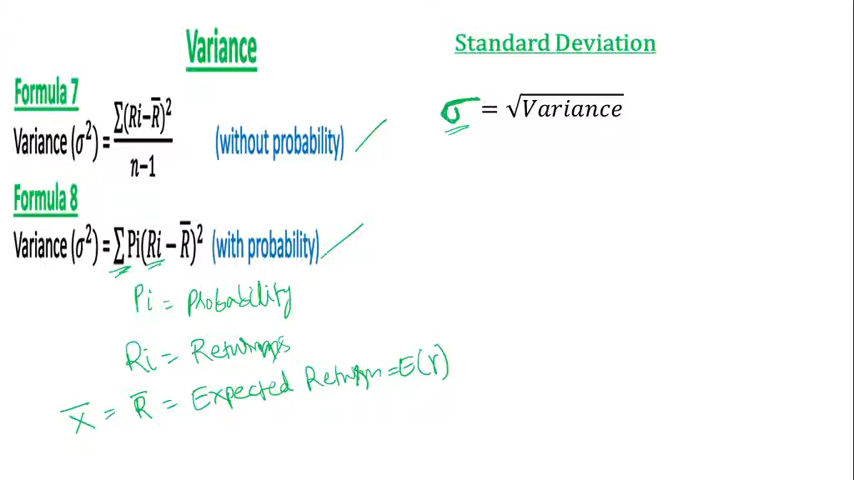 Variance
Formula 7
Variance (σ²) = ∑(Ri–R̅)² / n–1 (without probability)
Formula 8
Variance (σ²) = ∑ Pi(Ri – R̅)² (with probability)
Pi = Probability
Ri = Returns
X̅ = R̅ = Expected Return = E(r)
Standard Deviation
σ = √Variance